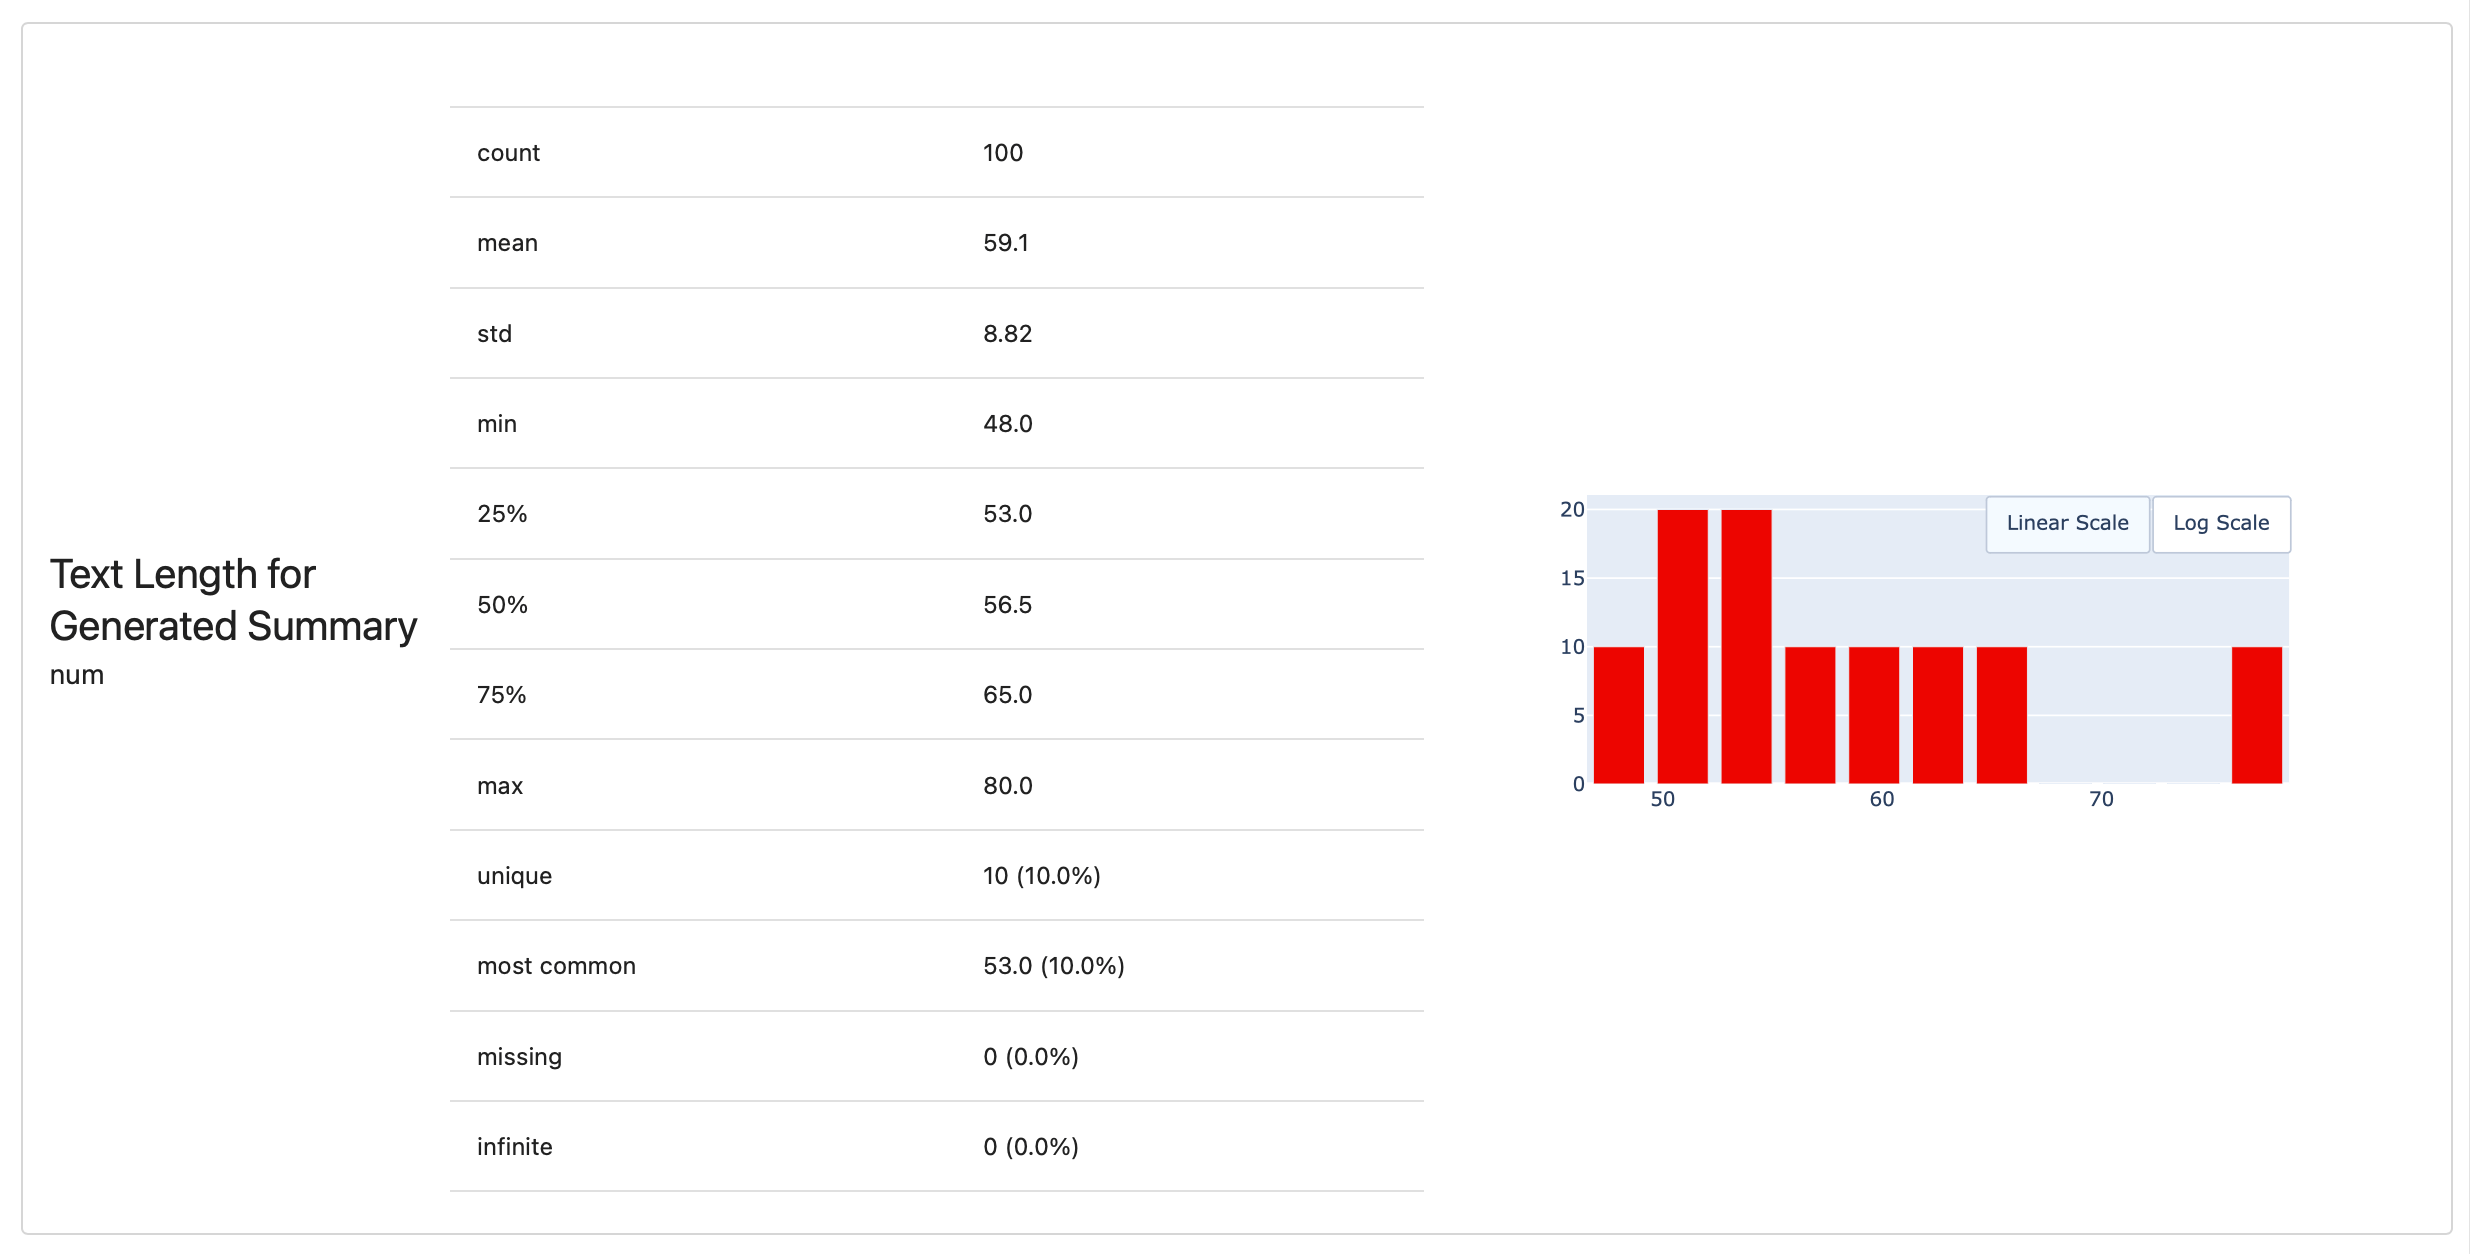 Text Length for
Generated Summary
num
count 100
mean 59.1
std 8.82
min 48.0
25% 53.0
50% 56.5
75% 65.0
max 80.0
unique 10 (10.0%)
most common 53.0 (10.0%)
missing 0 (0.0%)
infinite 0 (0.0%)
Linear Scale Log Scale
20
15
10
5
0
50 60 70